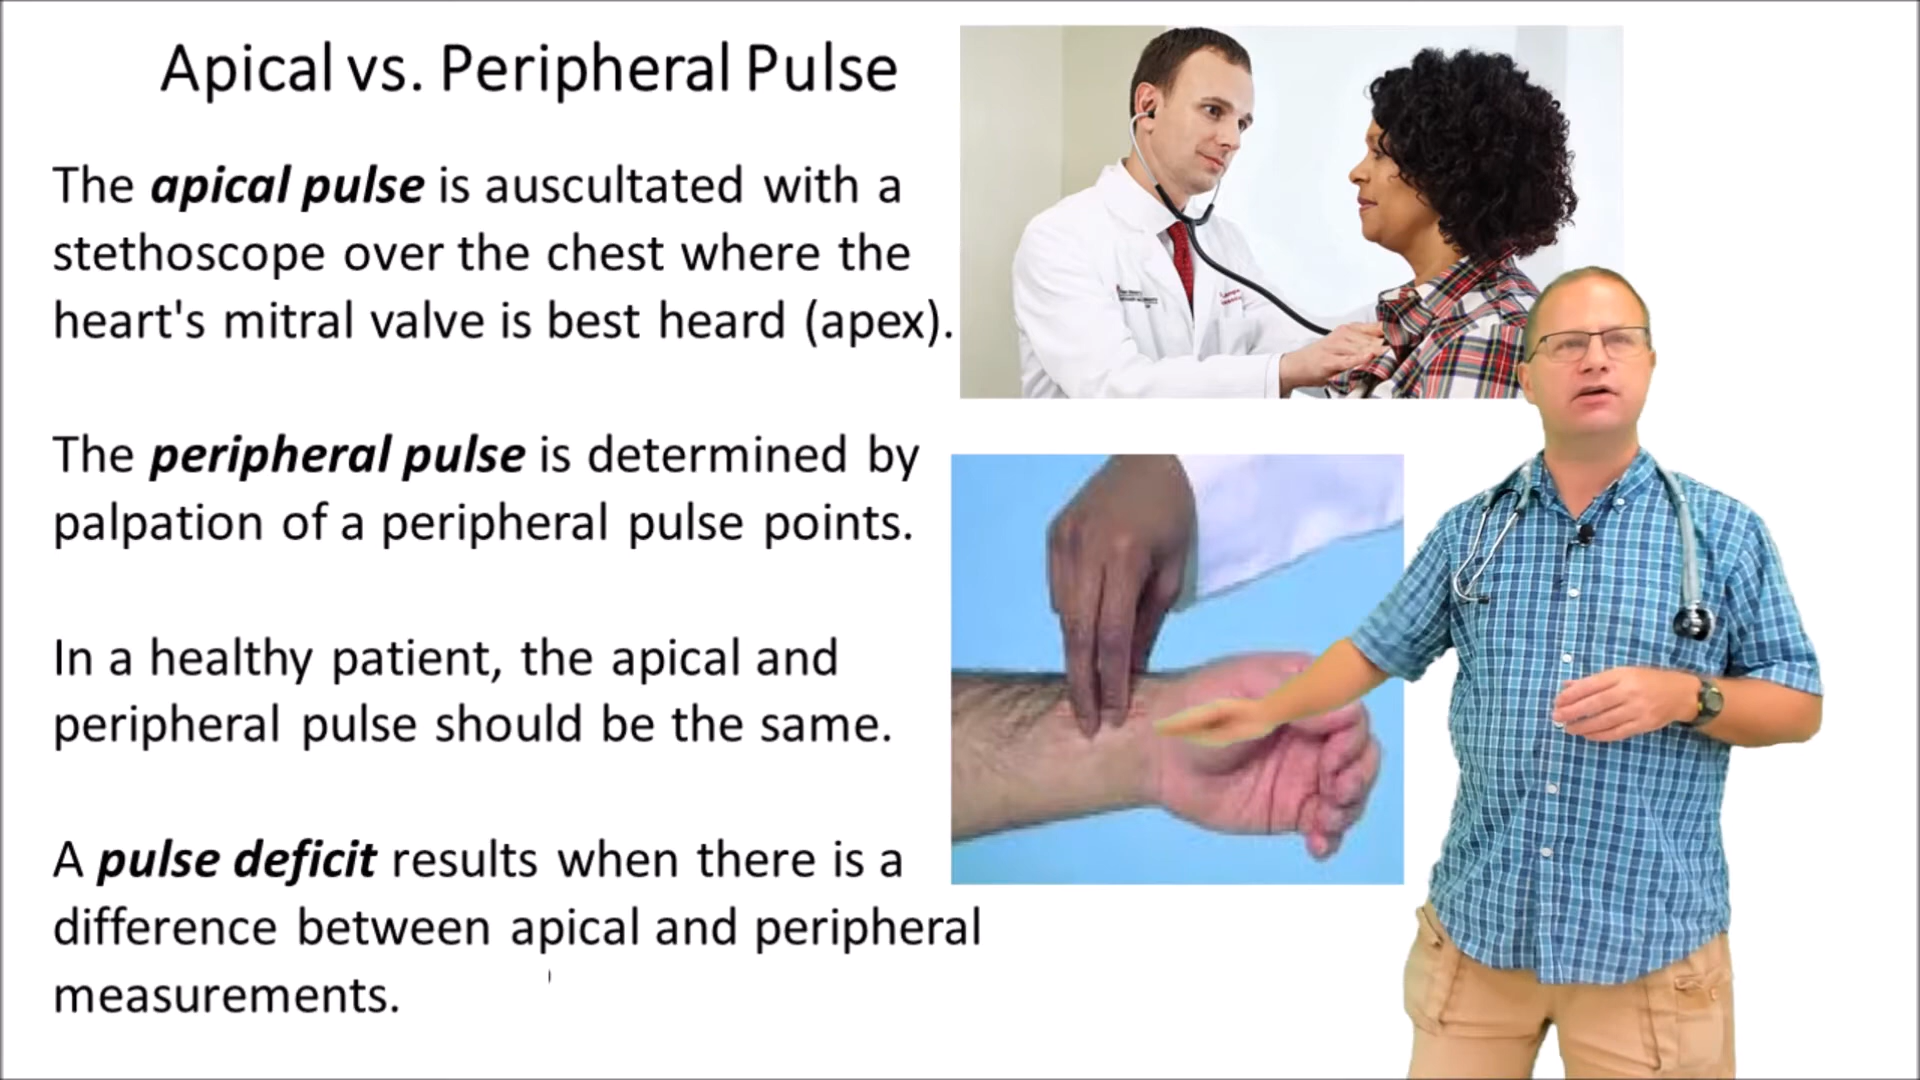 Apical vs. Peripheral Pulse
The apical pulse is auscultated with a
stethoscope over the chest where the
heart's mitral valve is best heard (apex).
The peripheral pulse is determined by
palpation of a peripheral pulse points.
In a healthy patient, the apical and
peripheral pulse should be the same.
A pulse deficit results when there is a
difference between apical and peripheral
measurements.